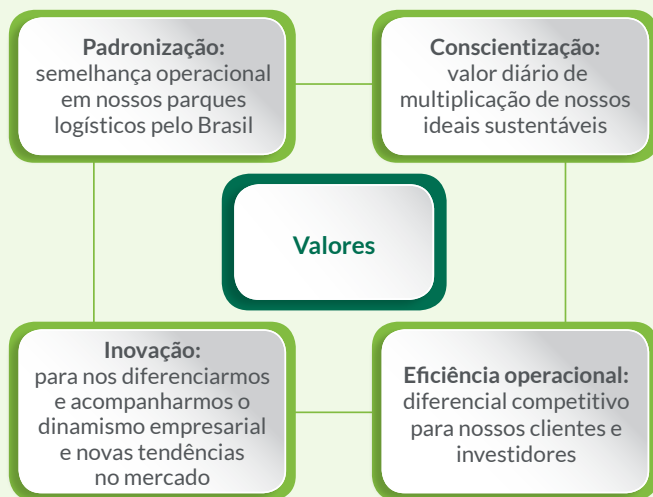 Padronização:
semelhança operacional
em nossos parques
logísticos pelo Brasil
Conscientização:
valor diário de
multiplicação de nossos
ideais sustentáveis
Valores
Inovação:
para nos diferenciarmos
e acompanharmos o
dinamismo empresarial
e novas tendências
no mercado
Eficiência operacional:
diferencial competitivo
para nossos clientes e
investidores